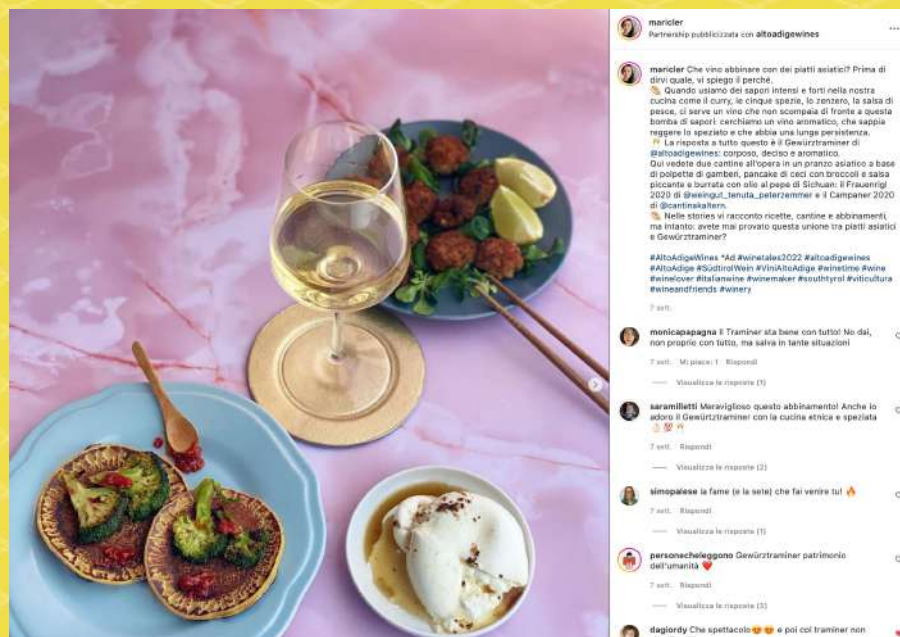 maricler
Partnership pubblicizzata con altoadigewines
maricler Che vino abbinare con dei piatti asiatici? Prima di
dirvi quale, vi spiego il perché.
Quando usiamo dei sapori intensi e forti nella nostra
cucina come il curry, le cinque spezie, lo zenzero, la salsa di
pesce, ci serve un vino che non scompaia di fronte a questa
bomba di sapori: cerchiamo un vino aromatico, che sappia
reggere lo speziato e che abbia una lunga persistenza.
🥂 La risposta a tutto questo è il Gewürztraminer di
@altoadigewines: corposo, deciso e aromatico.
Qui vedete due cantine all'opera in un pranzo asiatico a base
di polpette di gamberi, pancake di ceci con broccoli e salsa
piccante e burrata con olio al pepe di Sichuan: il Frauenrigl
2020 di @weingut_tenuta_peterzemmer e il Campaner 2020
di @cantinakaltern.
Nelle stories vi racconto ricette, cantine e abbinamenti,
ma intanto: avete mai provato questa unione tra piatti asiatici
e Gewürztraminer?
#AltoAdigeWines *Ad #winetales2022 #altoadigewines
#AltoAdige #SüdtirolWein #ViniAltoAdige #winetime #wine
#winelover #italianwine #winemaker #southtyrol #viticultura
#wineandfriends #winery
7 sett.
monicapapagna Il Traminer sta bene con tutto! No dai,
non proprio con tutto, ma salva in tante situazioni
7 sett. Mi piace: 1 Rispondi
Visualizza le risposte (1)
saramilletti Meraviglioso questo abbinamento! Anche io
adoro il Gewürtztraminer con la cucina etnica e speziata
👌🏻💯🥂
7 sett. Rispondi
Visualizza le risposte (2)
simopalese la fame (e la sete) che fai venire tu! 🔥
7 sett. Rispondi
Visualizza le risposte (1)
personecheleggono Gewürztraminer patrimonio
dell'umanità ❤️
7 sett. Rispondi
Visualizza le risposte (3)
dagiordy Che spettacolo😍😍 e poi col traminer non